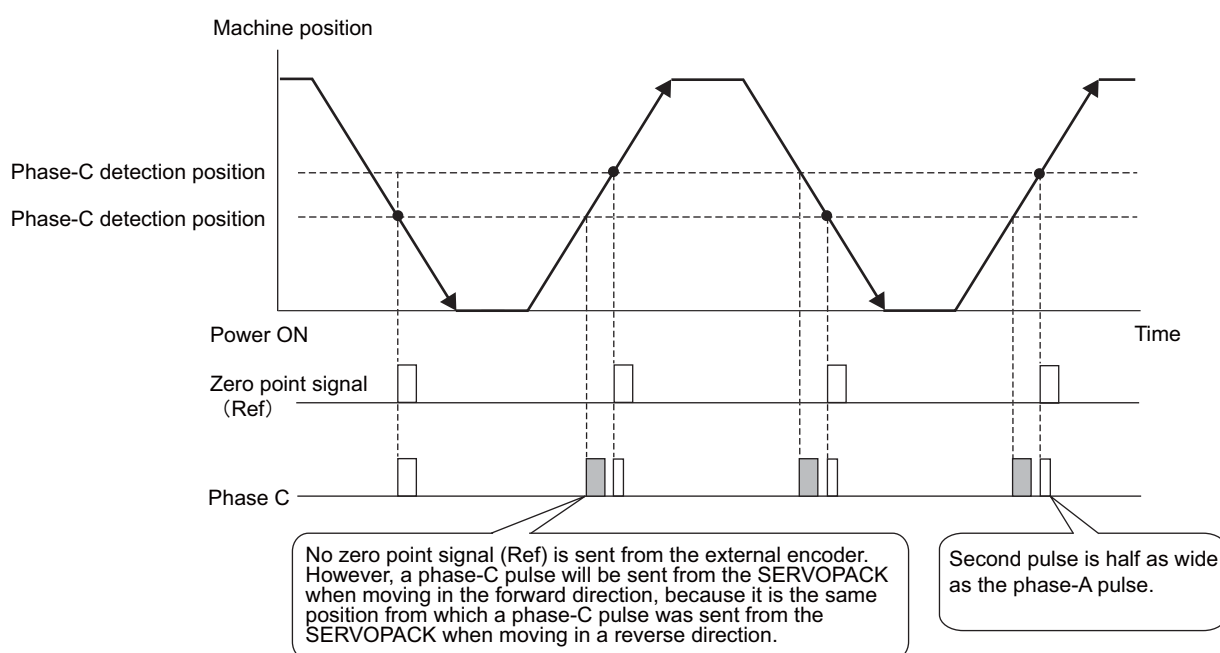 Machine position
Phase-C detection position
Phase-C detection position
Power ON
Time
Zero point signal
（Ref）
Phase C
No zero point signal (Ref) is sent from the external encoder.
However, a phase-C pulse will be sent from the SERVOPACK
when moving in the forward direction, because it is the same
position from which a phase-C pulse was sent from the
SERVOPACK when moving in a reverse direction.
Second pulse is half as wide
as the phase-A pulse.